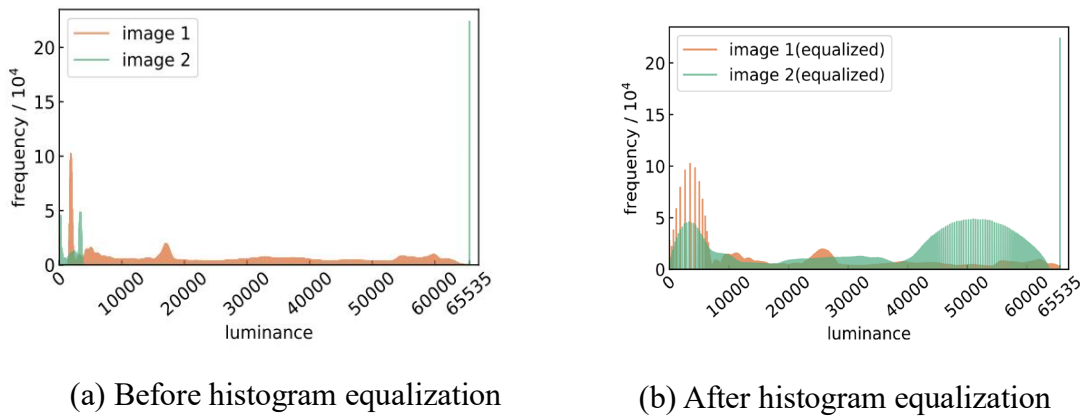 image 1
image 2
frequency / 10⁴
20
15
10
5
0
0 10000 20000 30000 40000 50000 60000 65535
luminance
(a) Before histogram equalization
image 1(equalized)
image 2(equalized)
frequency / 10⁴
20
15
10
5
0
0 10000 20000 30000 40000 50000 60000 65535
luminance
(b) After histogram equalization